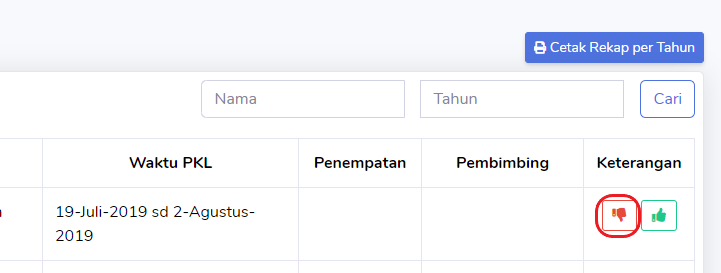 Cetak Rekap per Tahun
Nama
Tahun
Cari
Waktu PKL
Penempatan
Pembimbing
Keterangan
19-Juli-2019 sd 2-Agustus-
2019